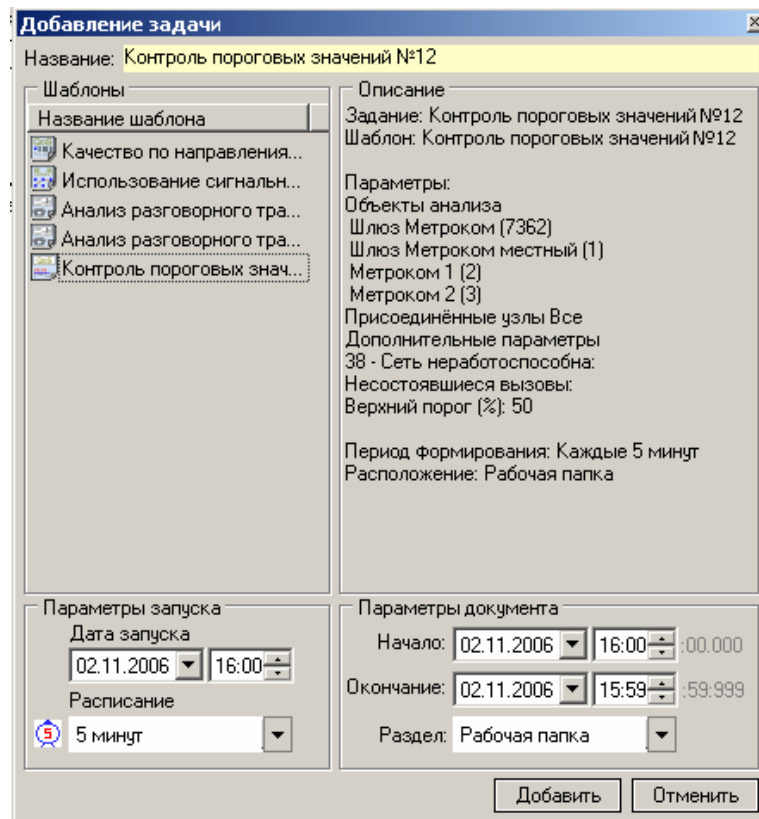 Добавление задачи
Название: Контроль пороговых значений №12
Шаблоны
Название шаблона
Качество по направления...
Использование сигнальн...
Анализ разговорного тра...
Анализ разговорного тра...
Контроль пороговых знач...
Описание
Задание: Контроль пороговых значений №12
Шаблон: Контроль пороговых значений №12
Параметры:
Объекты анализа
Шлюз Метроком (7362)
Шлюз Метроком местный (1)
Метроком 1 (2)
Метроком 2 (3)
Присоединённые узлы Все
Дополнительные параметры
38 - Сеть неработоспособна:
Несостоявшиеся вызовы:
Верхний порог (%): 50
Период формирования: Каждые 5 минут
Расположение: Рабочая папка
Параметры запуска
Дата запуска
02.11.2006 16:00
Расписание
5 5 минут
Параметры документа
Начало: 02.11.2006 16:00 :00.000
Окончание: 02.11.2006 15:59 :59:999
Раздел: Рабочая папка
Добавить Отменить